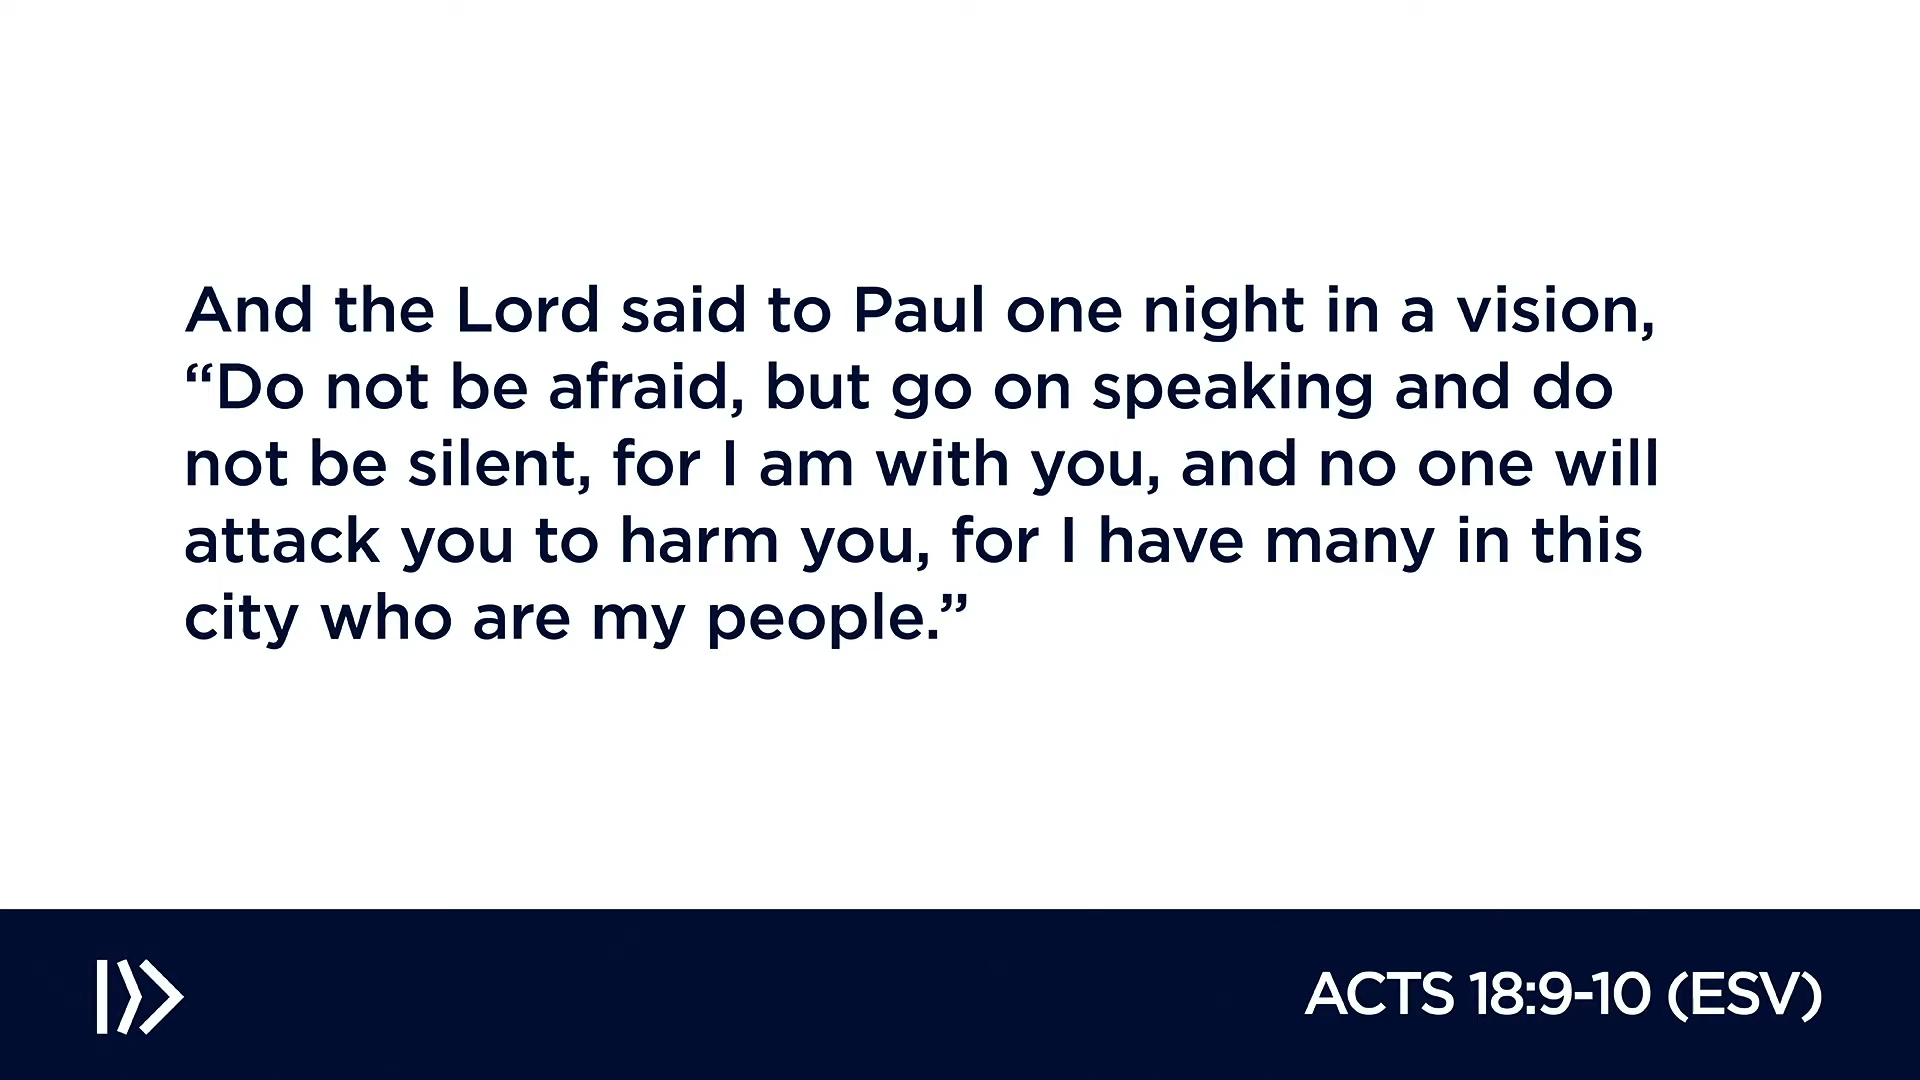 And the Lord said to Paul one night in a vision,
“Do not be afraid, but go on speaking and do
not be silent, for I am with you, and no one will
attack you to harm you, for I have many in this
city who are my people.”
ACTS 18:9-10 (ESV)